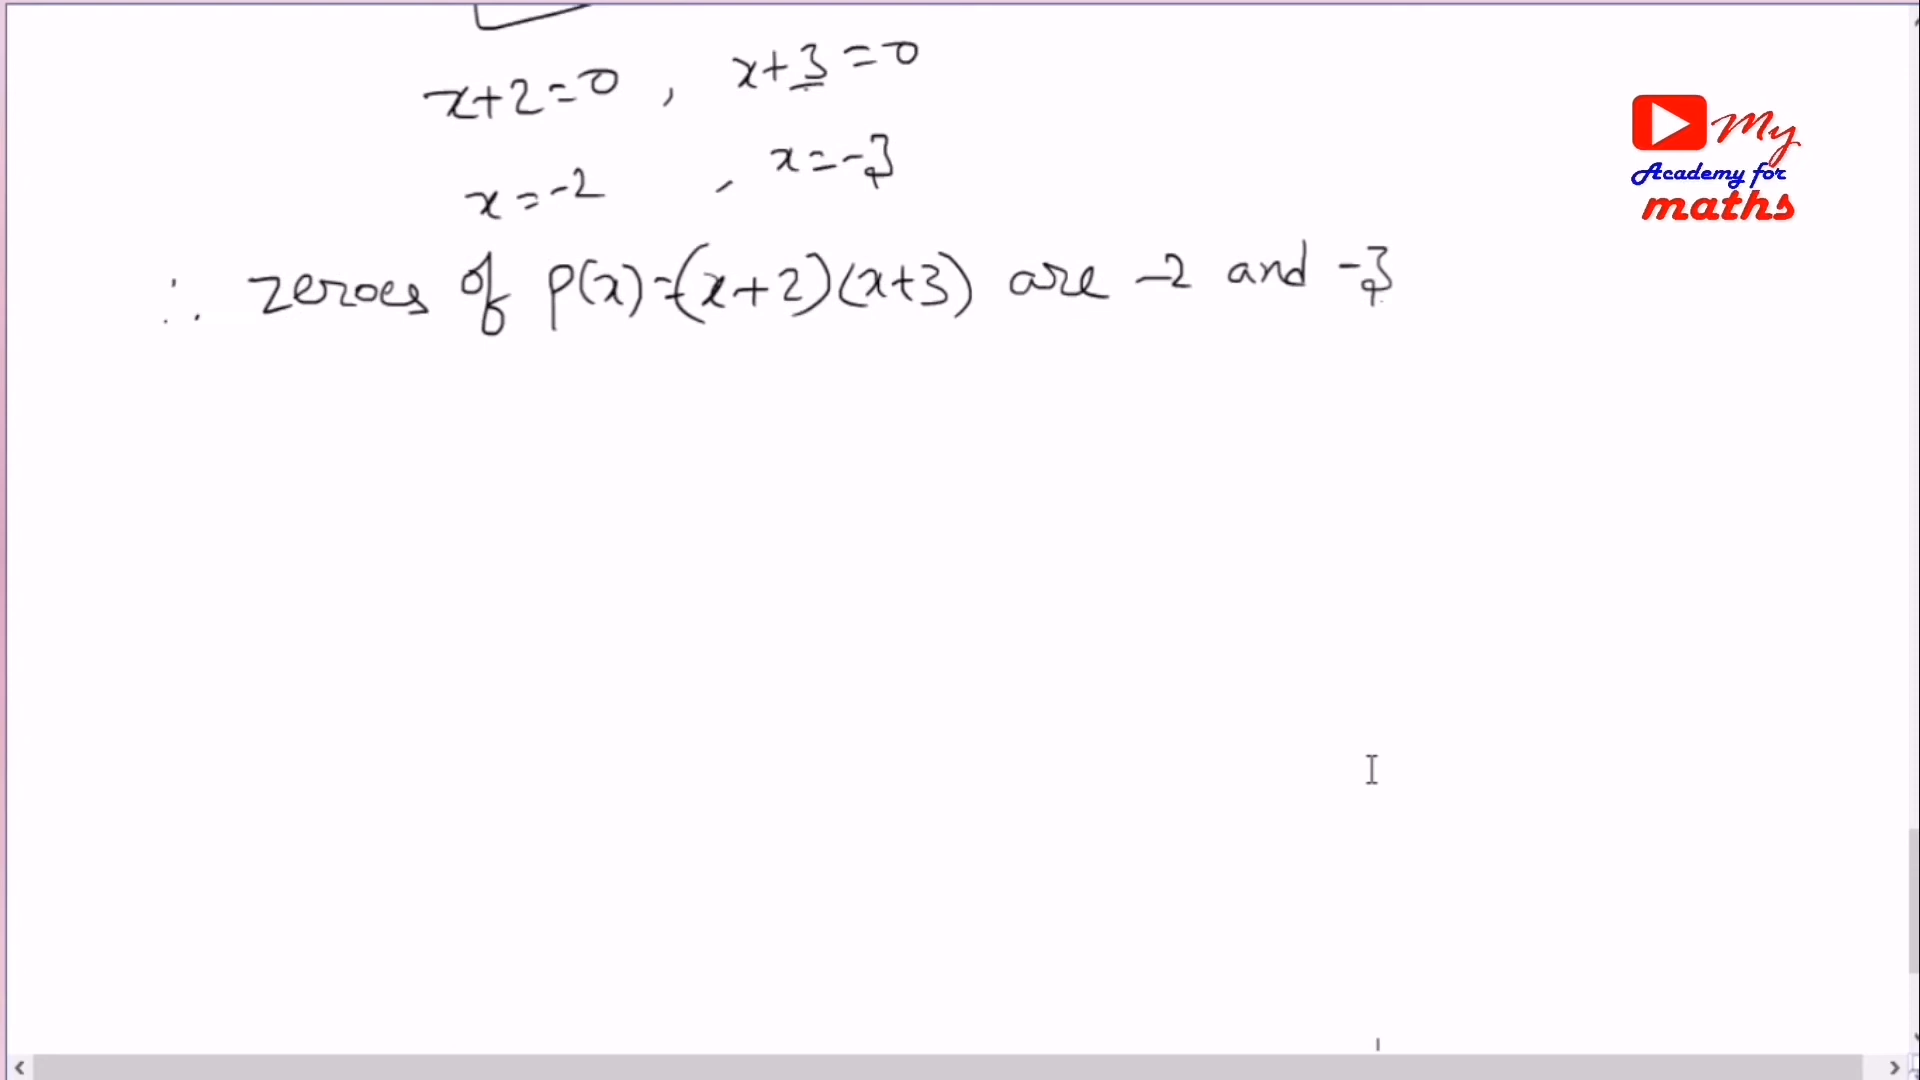 x+2=0 , x+3=0
x=-2 , x=-3
∴ zeroes of p(x)=(x+2)(x+3) are -2 and -3
My
Academy for
maths